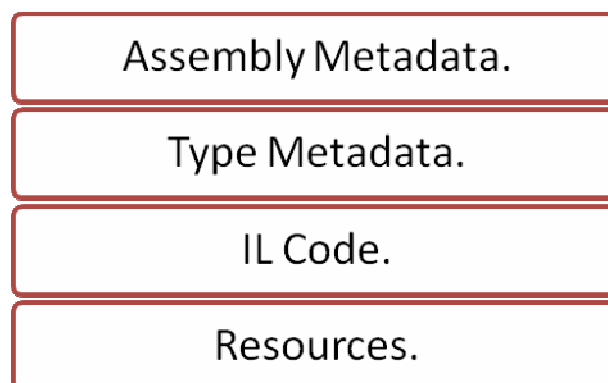 Assembly Metadata.
Type Metadata.
IL Code.
Resources.